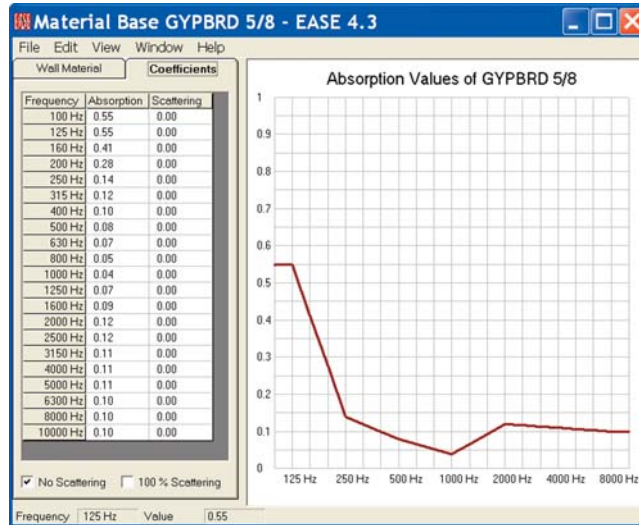 Material Base GYPBRD 5/8 - EASE 4.3
File Edit View Window Help
Wall Material Coefficients
Frequency Absorption Scattering
100 Hz 0.55 0.00
125 Hz 0.55 0.00
160 Hz 0.41 0.00
200 Hz 0.28 0.00
250 Hz 0.14 0.00
315 Hz 0.12 0.00
400 Hz 0.10 0.00
500 Hz 0.08 0.00
630 Hz 0.07 0.00
800 Hz 0.05 0.00
1000 Hz 0.04 0.00
1250 Hz 0.07 0.00
1600 Hz 0.09 0.00
2000 Hz 0.12 0.00
2500 Hz 0.12 0.00
3150 Hz 0.11 0.00
4000 Hz 0.11 0.00
5000 Hz 0.11 0.00
6300 Hz 0.10 0.00
8000 Hz 0.10 0.00
10000 Hz 0.10 0.00
No Scattering 100 % Scattering
Frequency 125 Hz Value 0.55
Absorption Values of GYPBRD 5/8
1
0.9
0.8
0.7
0.6
0.5
0.4
0.3
0.2
0.1
0
125 Hz 250 Hz 500 Hz 1000 Hz 2000 Hz 4000 Hz 8000 Hz